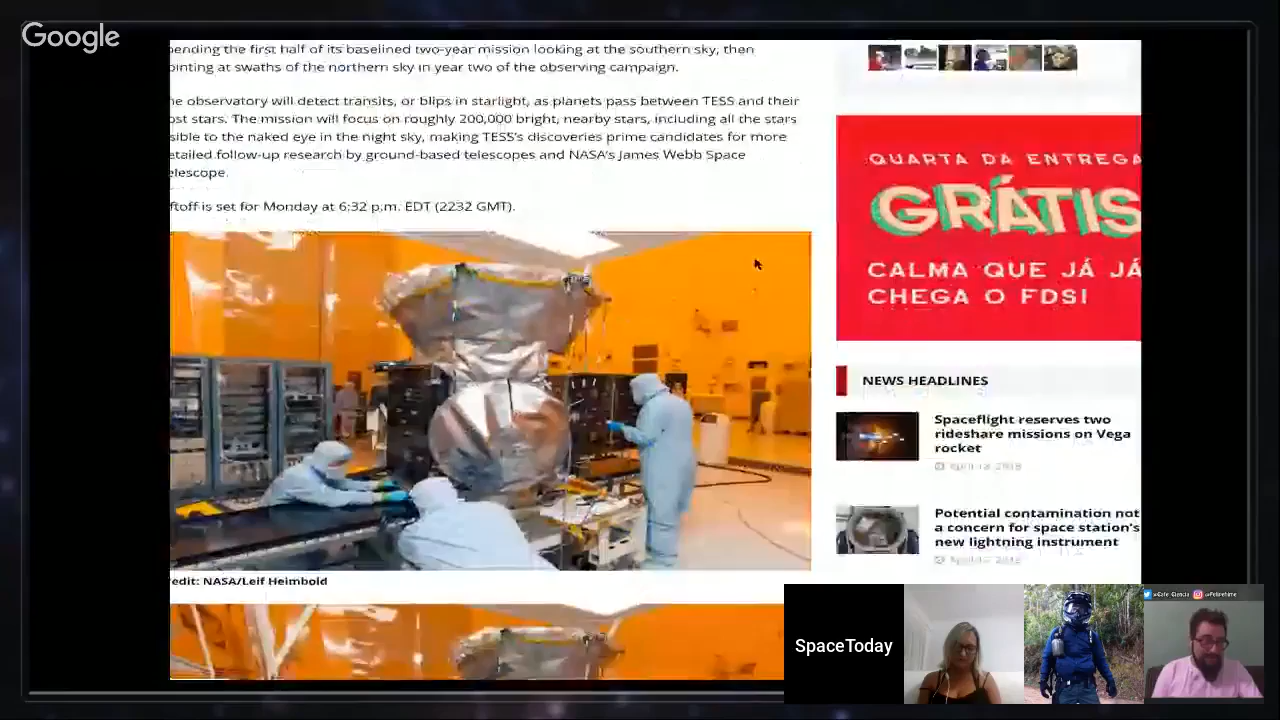 Google
pending the first half of its baselined two-year mission looking at the southern sky, then
ointing at swaths of the northern sky in year two of the observing campaign.
he observatory will detect transits, or blips in starlight, as planets pass between TESS and their
ost stars. The mission will focus on roughly 200,000 bright, nearby stars, including all the stars
sible to the naked eye in the night sky, making TESS's discoveries prime candidates for more
etailed follow-up research by ground-based telescopes and NASA's James Webb Space
elescope.
ftoff is set for Monday at 6:32 p.m. EDT (2232 GMT).
redit: NASA/Leif Heimbold
QUARTA DA ENTREGA
GRÁTIS
CALMA QUE JÁ JÁ
CHEGA O FDS!
NEWS HEADLINES
Spaceflight reserves two
rideshare missions on Vega
rocket
Potential contamination not
a concern for space station's
new lightning instrument
SpaceToday
@Felipehime